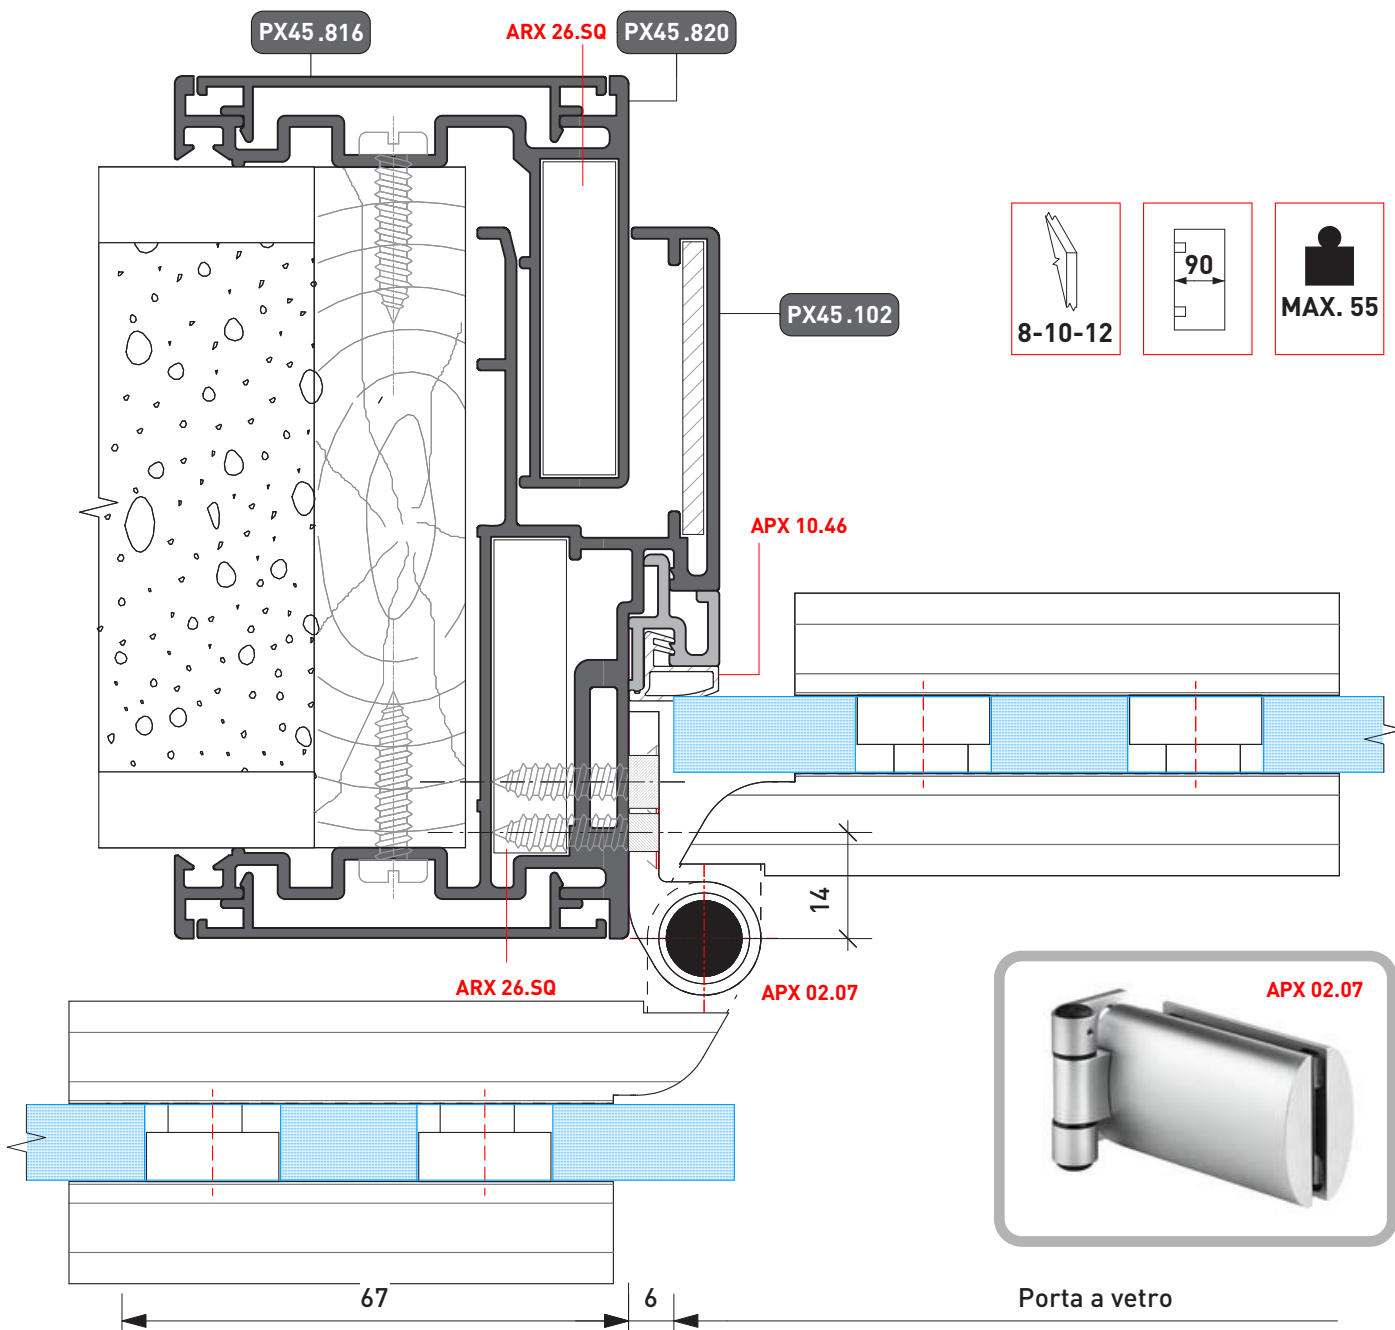 PX45.816
ARX 26.SQ
PX45.820
90
8-10-12
MAX. 55
PX45.102
APX 10.46
14
ARX 26.SQ
APX 02.07
APX 02.07
67
6
Porta a vetro